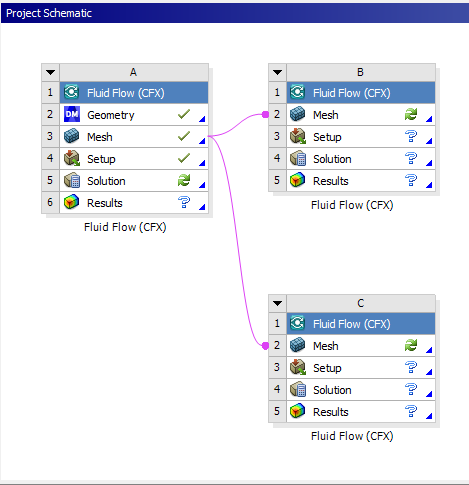 Project Schematic
A
1 Fluid Flow (CFX)
2 DM Geometry
3 Mesh
4 Setup
5 Solution
6 Results
Fluid Flow (CFX)
B
1 Fluid Flow (CFX)
2 Mesh
3 Setup ?
4 Solution ?
5 Results ?
Fluid Flow (CFX)
C
1 Fluid Flow (CFX)
2 Mesh
3 Setup ?
4 Solution ?
5 Results ?
Fluid Flow (CFX)